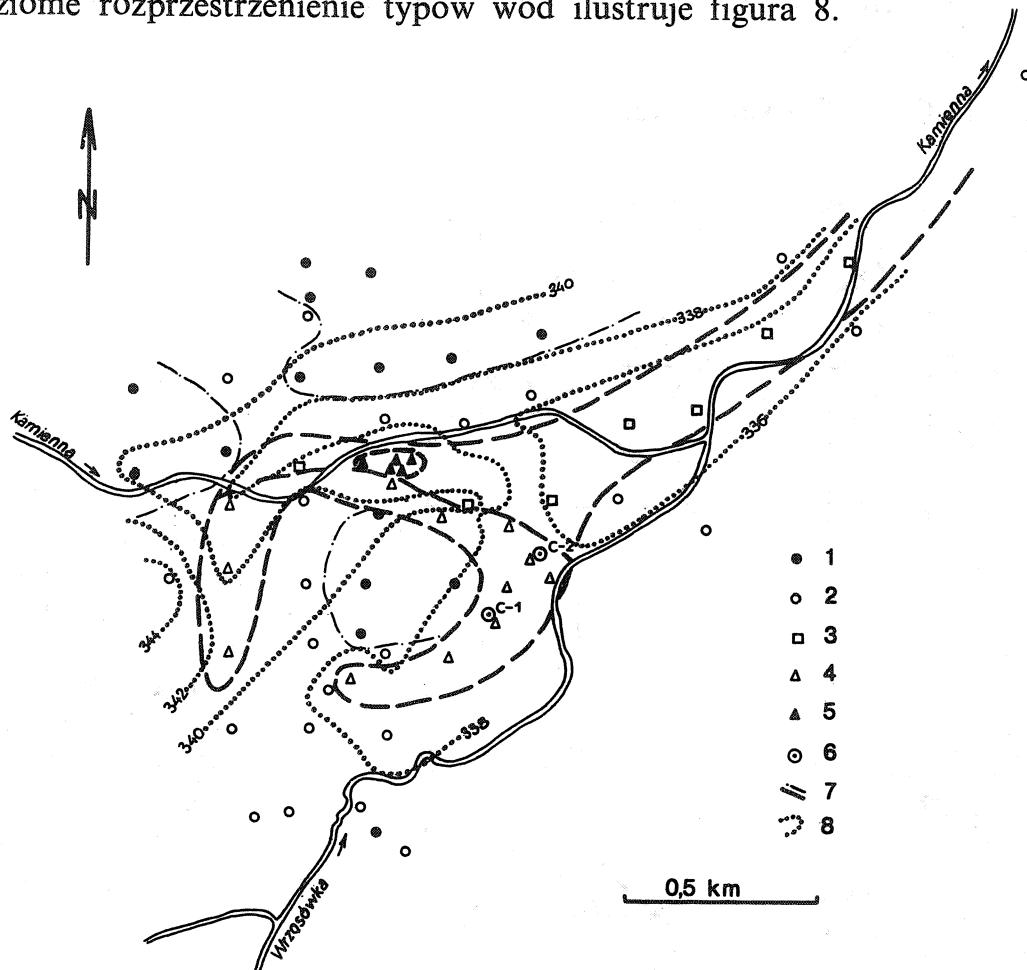 ziome rozprzestrzenienie typów wód ilustruje figura 8.
Kamienna
N
340
338
Kamienna
336
C-2
C-1
344
342
340
338
1
2
3
4
5
6
7
8
0,5 km
Wrzosówka